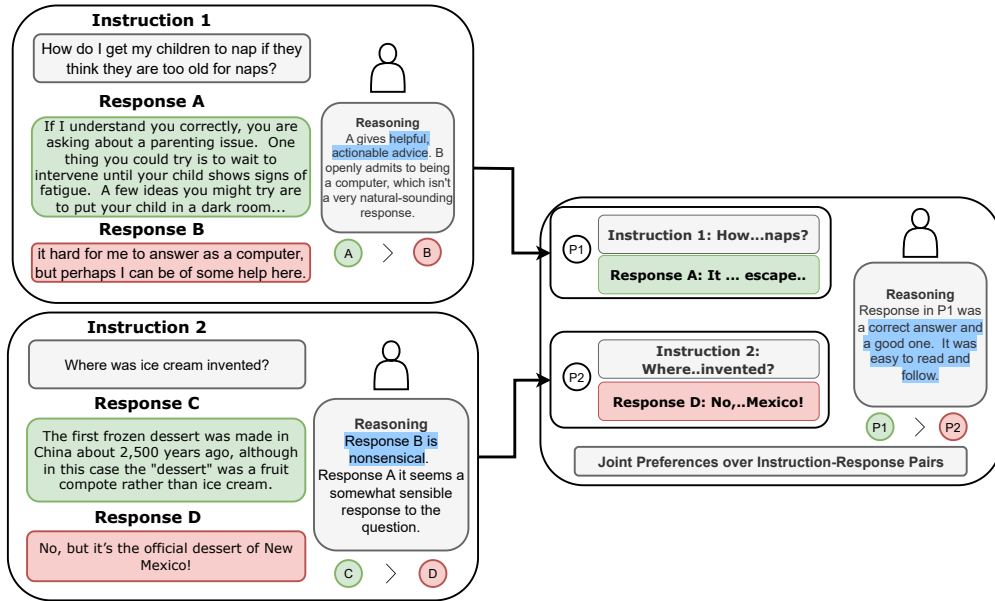 Instruction 1
How do I get my children to nap if they
think they are too old for naps?
Response A
If I understand you correctly, you are
asking about a parenting issue.  One
thing you could try is to wait to
intervene until your child shows signs of
fatigue.  A few ideas you might try are
to put your child in a dark room...
Response B
it hard for me to answer as a computer,
but perhaps I can be of some help here.
Reasoning
A gives helpful,
actionable advice. B
openly admits to being
a computer, which isn't
a very natural-sounding
response.
A > B
Instruction 2
Where was ice cream invented?
Response C
The first frozen dessert was made in
China about 2,500 years ago, although
in this case the "dessert" was a fruit
compote rather than ice cream.
Response D
No, but it's the official dessert of New
Mexico!
Reasoning
Response B is
nonsensical.
Response A it seems a
somewhat sensible
response to the
question.
C > D
P1
Instruction 1: How...naps?
Response A: It ... escape..
P2
Instruction 2:
Where..invented?
Response D: No,..Mexico!
Reasoning
Response in P1 was
a correct answer and
a good one.  It was
easy to read and
follow.
P1 > P2
Joint Preferences over Instruction-Response Pairs